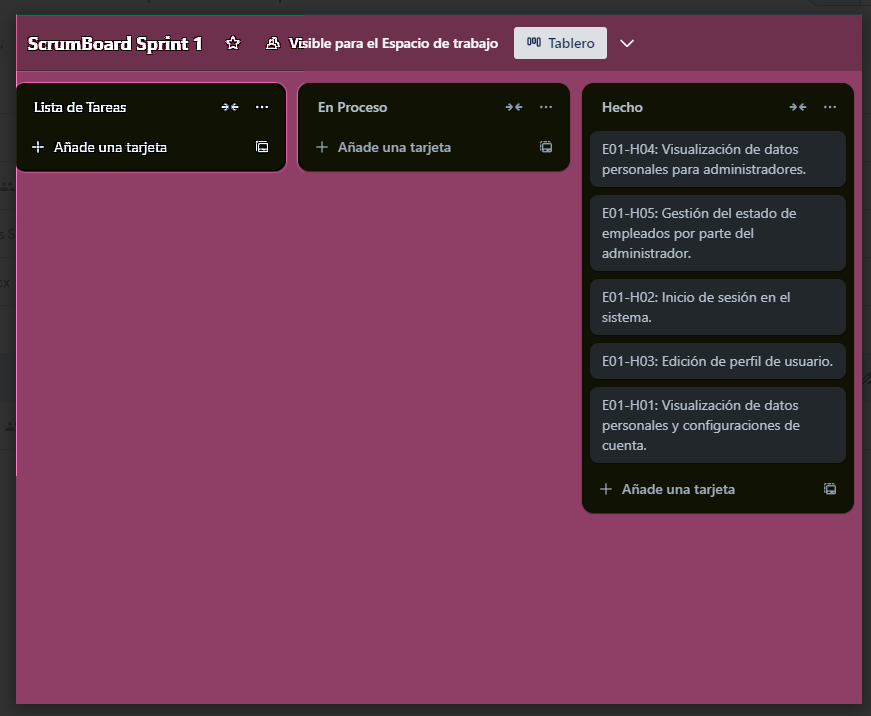 ScrumBoard Sprint 1
Visible para el Espacio de trabajo
Tablero
Lista de Tareas
Añade una tarjeta
En Proceso
Añade una tarjeta
Hecho
E01-H04: Visualización de datos
personales para administradores.
E01-H05: Gestión del estado de
empleados por parte del
administrador.
E01-H02: Inicio de sesión en el
sistema.
E01-H03: Edición de perfil de usuario.
E01-H01: Visualización de datos
personales y configuraciones de
cuenta.
Añade una tarjeta